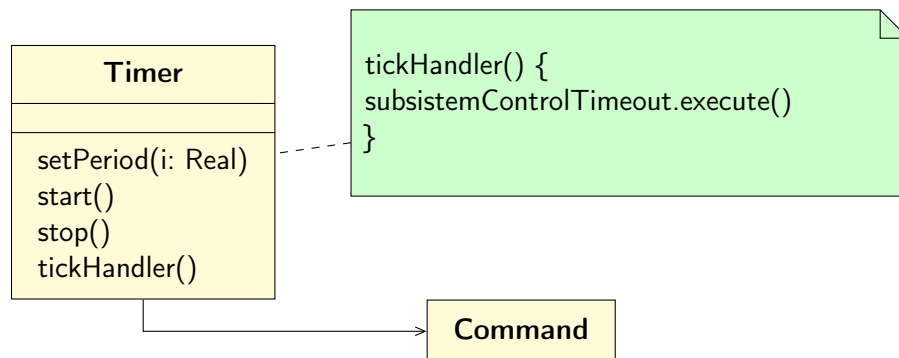 Timer
setPeriod(i: Real)
start()
stop()
tickHandler()
tickHandler() {
subsistemControlTimeout.execute()
}
Command